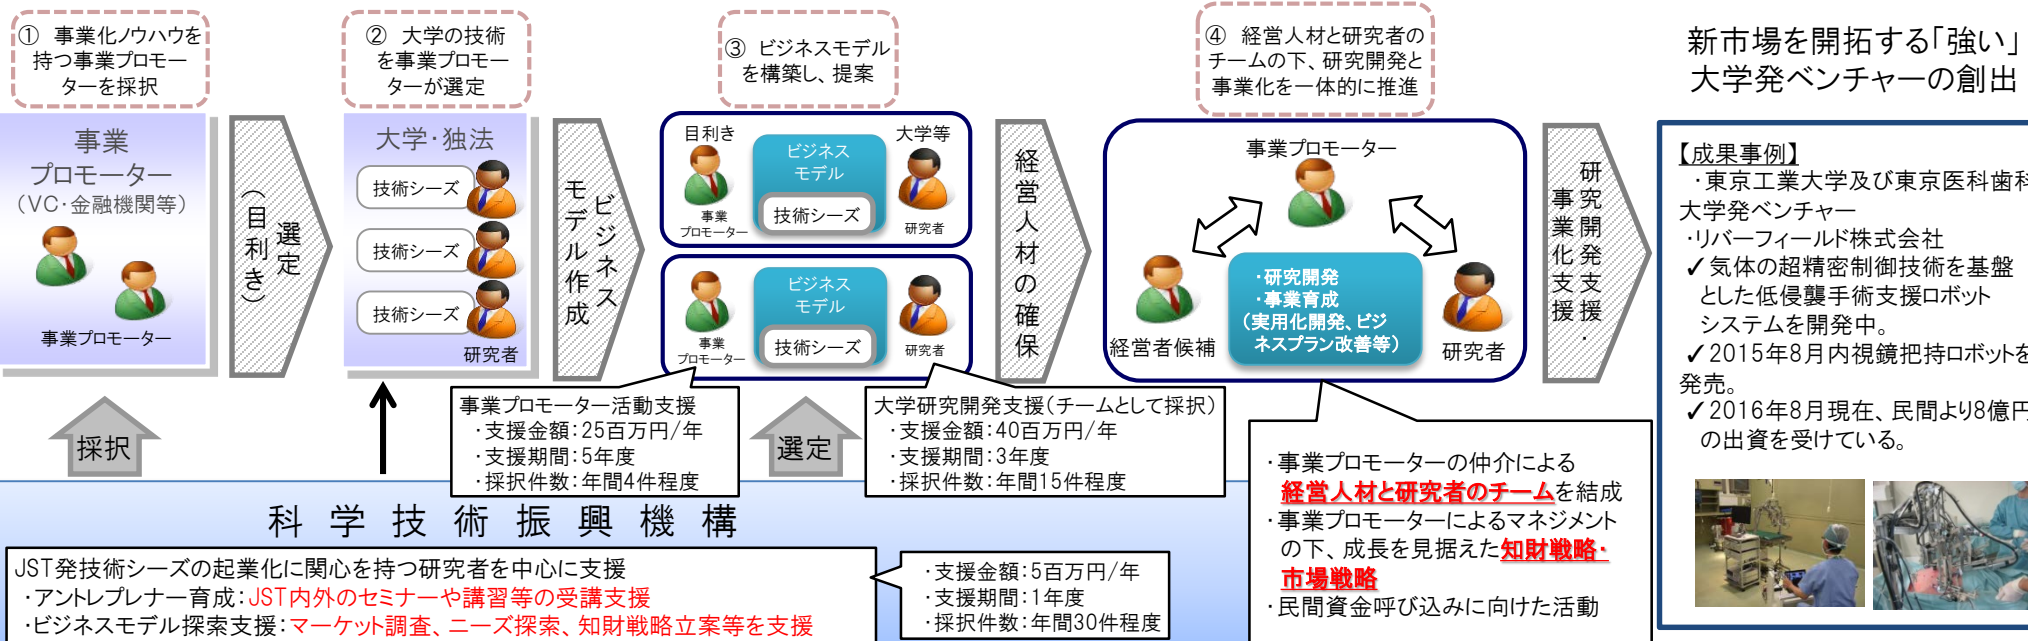 ① 事業化ノウハウを
持つ事業プロモー
ターを採択
② 大学の技術
を事業プロモー
ターが選定
③ ビジネスモデル
を構築し、提案
④ 経営人材と研究者の
チームの下、研究開発と
事業化を一体的に推進
新市場を開拓する「強い」
大学発ベンチャーの創出
事業
プロモーター
(VC・金融機関等)
事業プロモーター
選定
(目利き)
大学・独法
技術シーズ
技術シーズ
技術シーズ
研究者
ビジネス
モデル作成
目利き
事業
プロモーター
ビジネス
モデル
技術シーズ
大学等
研究者
事業
プロモーター
ビジネス
モデル
技術シーズ
研究者
経営人材の確保
事業プロモーター
経営者候補
・研究開発
・事業育成
(実用化開発、ビジ
ネスプラン改善等)
研究者
研究開発支援・
事業化支援
【成果事例】
・東京工業大学及び東京医科歯科
大学発ベンチャー
・リバーフィールド株式会社
✓気体の超精密制御技術を基盤
とした低侵襲手術支援ロボット
システムを開発中。
✓2015年8月内視鏡把持ロボットを
発売。
✓2016年8月現在、民間より8億円
の出資を受けている。
採択
事業プロモーター活動支援
・支援金額:25百万円/年
・支援期間:5年度
・採択件数:年間4件程度
選定
大学研究開発支援(チームとして採択)
・支援金額:40百万円/年
・支援期間:3年度
・採択件数:年間15件程度
・事業プロモーターの仲介による
経営人材と研究者のチームを結成
・事業プロモーターによるマネジメント
の下、成長を見据えた知財戦略・
市場戦略
・民間資金呼び込みに向けた活動
科学技術振興機構
JST発技術シーズの起業化に関心を持つ研究者を中心に支援
・アントレプレナー育成:JST内外のセミナーや講習等の受講支援
・ビジネスモデル探索支援:マーケット調査、ニーズ探索、知財戦略立案等を支援
・支援金額:5百万円/年
・支援期間:1年度
・採択件数:年間30件程度